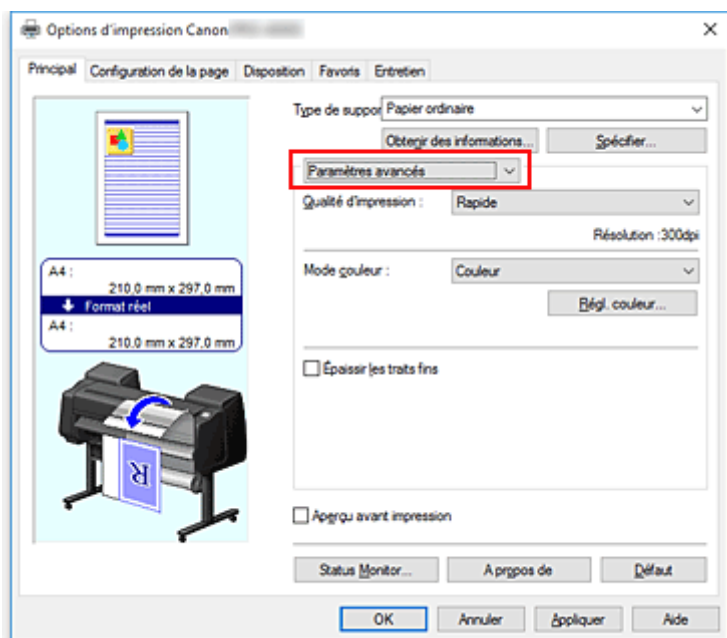 Options d'impression Canon
Principal Configuration de la page Disposition Favoris Entretien
Type de suppor Papier ordinaire
Obtenir des informations... Spécifier...
Paramètres avancés
Qualité d'impression : Rapide
Résolution :300dpi
Mode couleur : Couleur
Régl. couleur...
Épaissir les traits fins
A4 :
210,0 mm x 297,0 mm
Format réel
A4 :
210,0 mm x 297,0 mm
R
Aperçu avant impression
Status Monitor... A propos de Défaut
OK Annuler Appliquer Aide